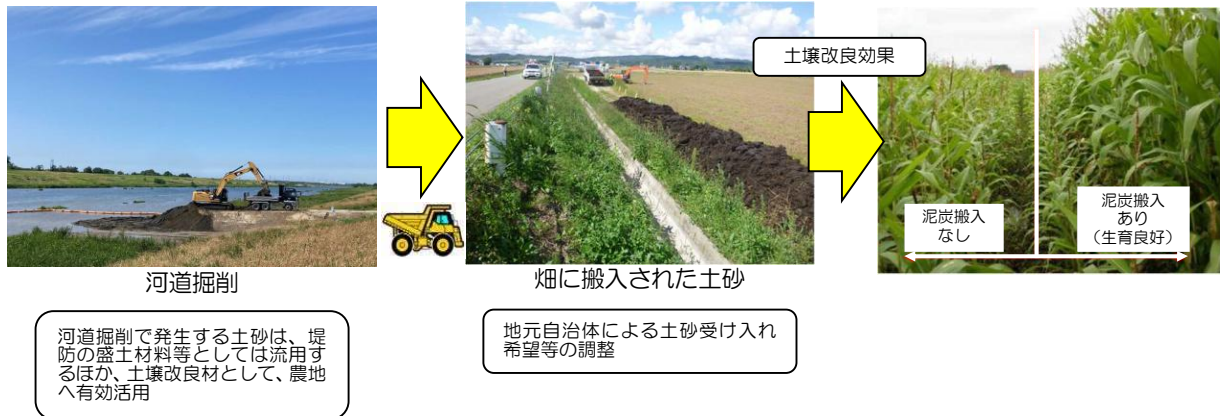 土壌改良効果
泥炭搬入
なし
泥炭搬入
あり
（生育良好）
河道掘削
畑に搬入された土砂
河道掘削で発生する土砂は、堤
防の盛土材料等としては流用す
るほか、土壌改良材として、農地
へ有効活用
地元自治体による土砂受け入れ
希望等の調整